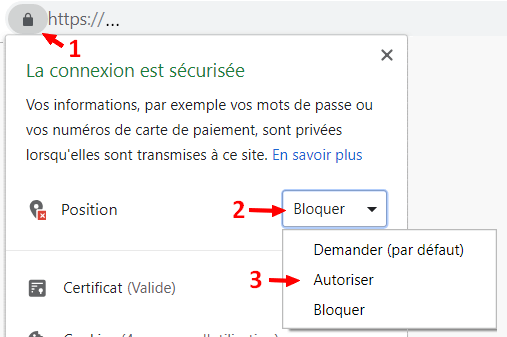 https://...
1
La connexion est sécurisée
Vos informations, par exemple vos mots de passe ou
vos numéros de carte de paiement, sont privées
lorsqu'elles sont transmises à ce site. En savoir plus
Position
2
Bloquer
Demander (par défaut)
3
Autoriser
Certificat (Valide)
Bloquer